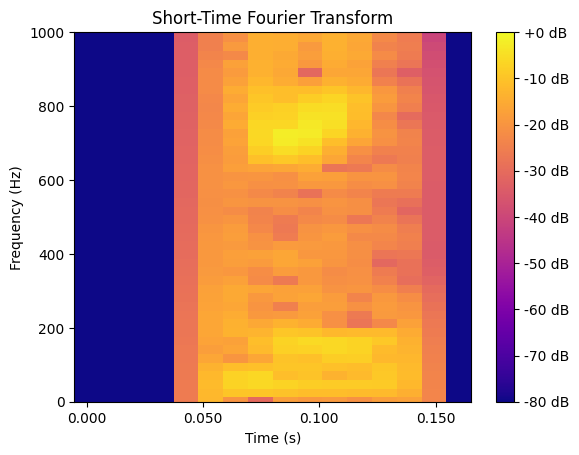 Short-Time Fourier Transform
1000
800
600
400
200
0
Frequency (Hz)
0.000
0.050
0.100
0.150
Time (s)
+0 dB
-10 dB
-20 dB
-30 dB
-40 dB
-50 dB
-60 dB
-70 dB
-80 dB